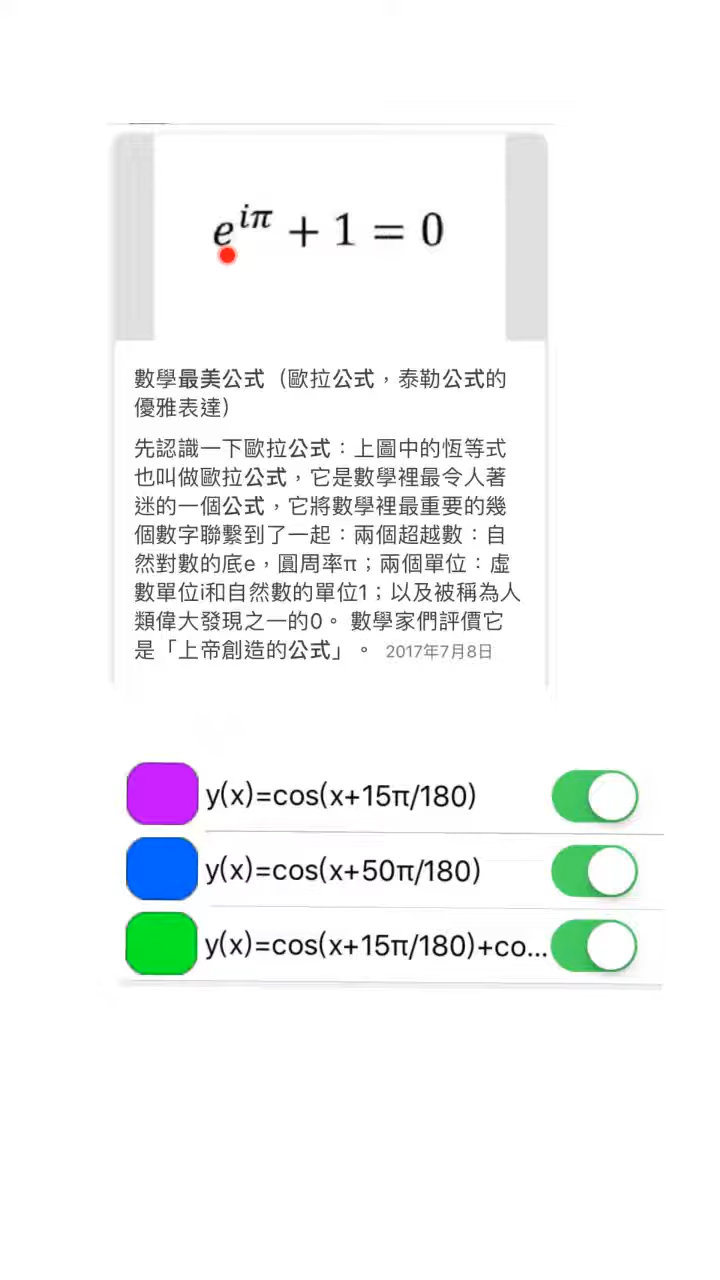 e^{iπ} + 1 = 0
數學最美公式（歐拉公式，泰勒公式的
優雅表達）
先認識一下歐拉公式：上圖中的恆等式
也叫做歐拉公式，它是數學裡最令人著
迷的一個公式，它將數學裡最重要的幾
個數字聯繫到了一起：兩個超越數：自
然對數的底e，圓周率π；兩個單位：虛
數單位i和自然數的單位1；以及被稱為人
類偉大發現之一的0。 數學家們評價它
是「上帝創造的公式」。 2017年7月8日
y(x)=cos(x+15π/180)
y(x)=cos(x+50π/180)
y(x)=cos(x+15π/180)+co...